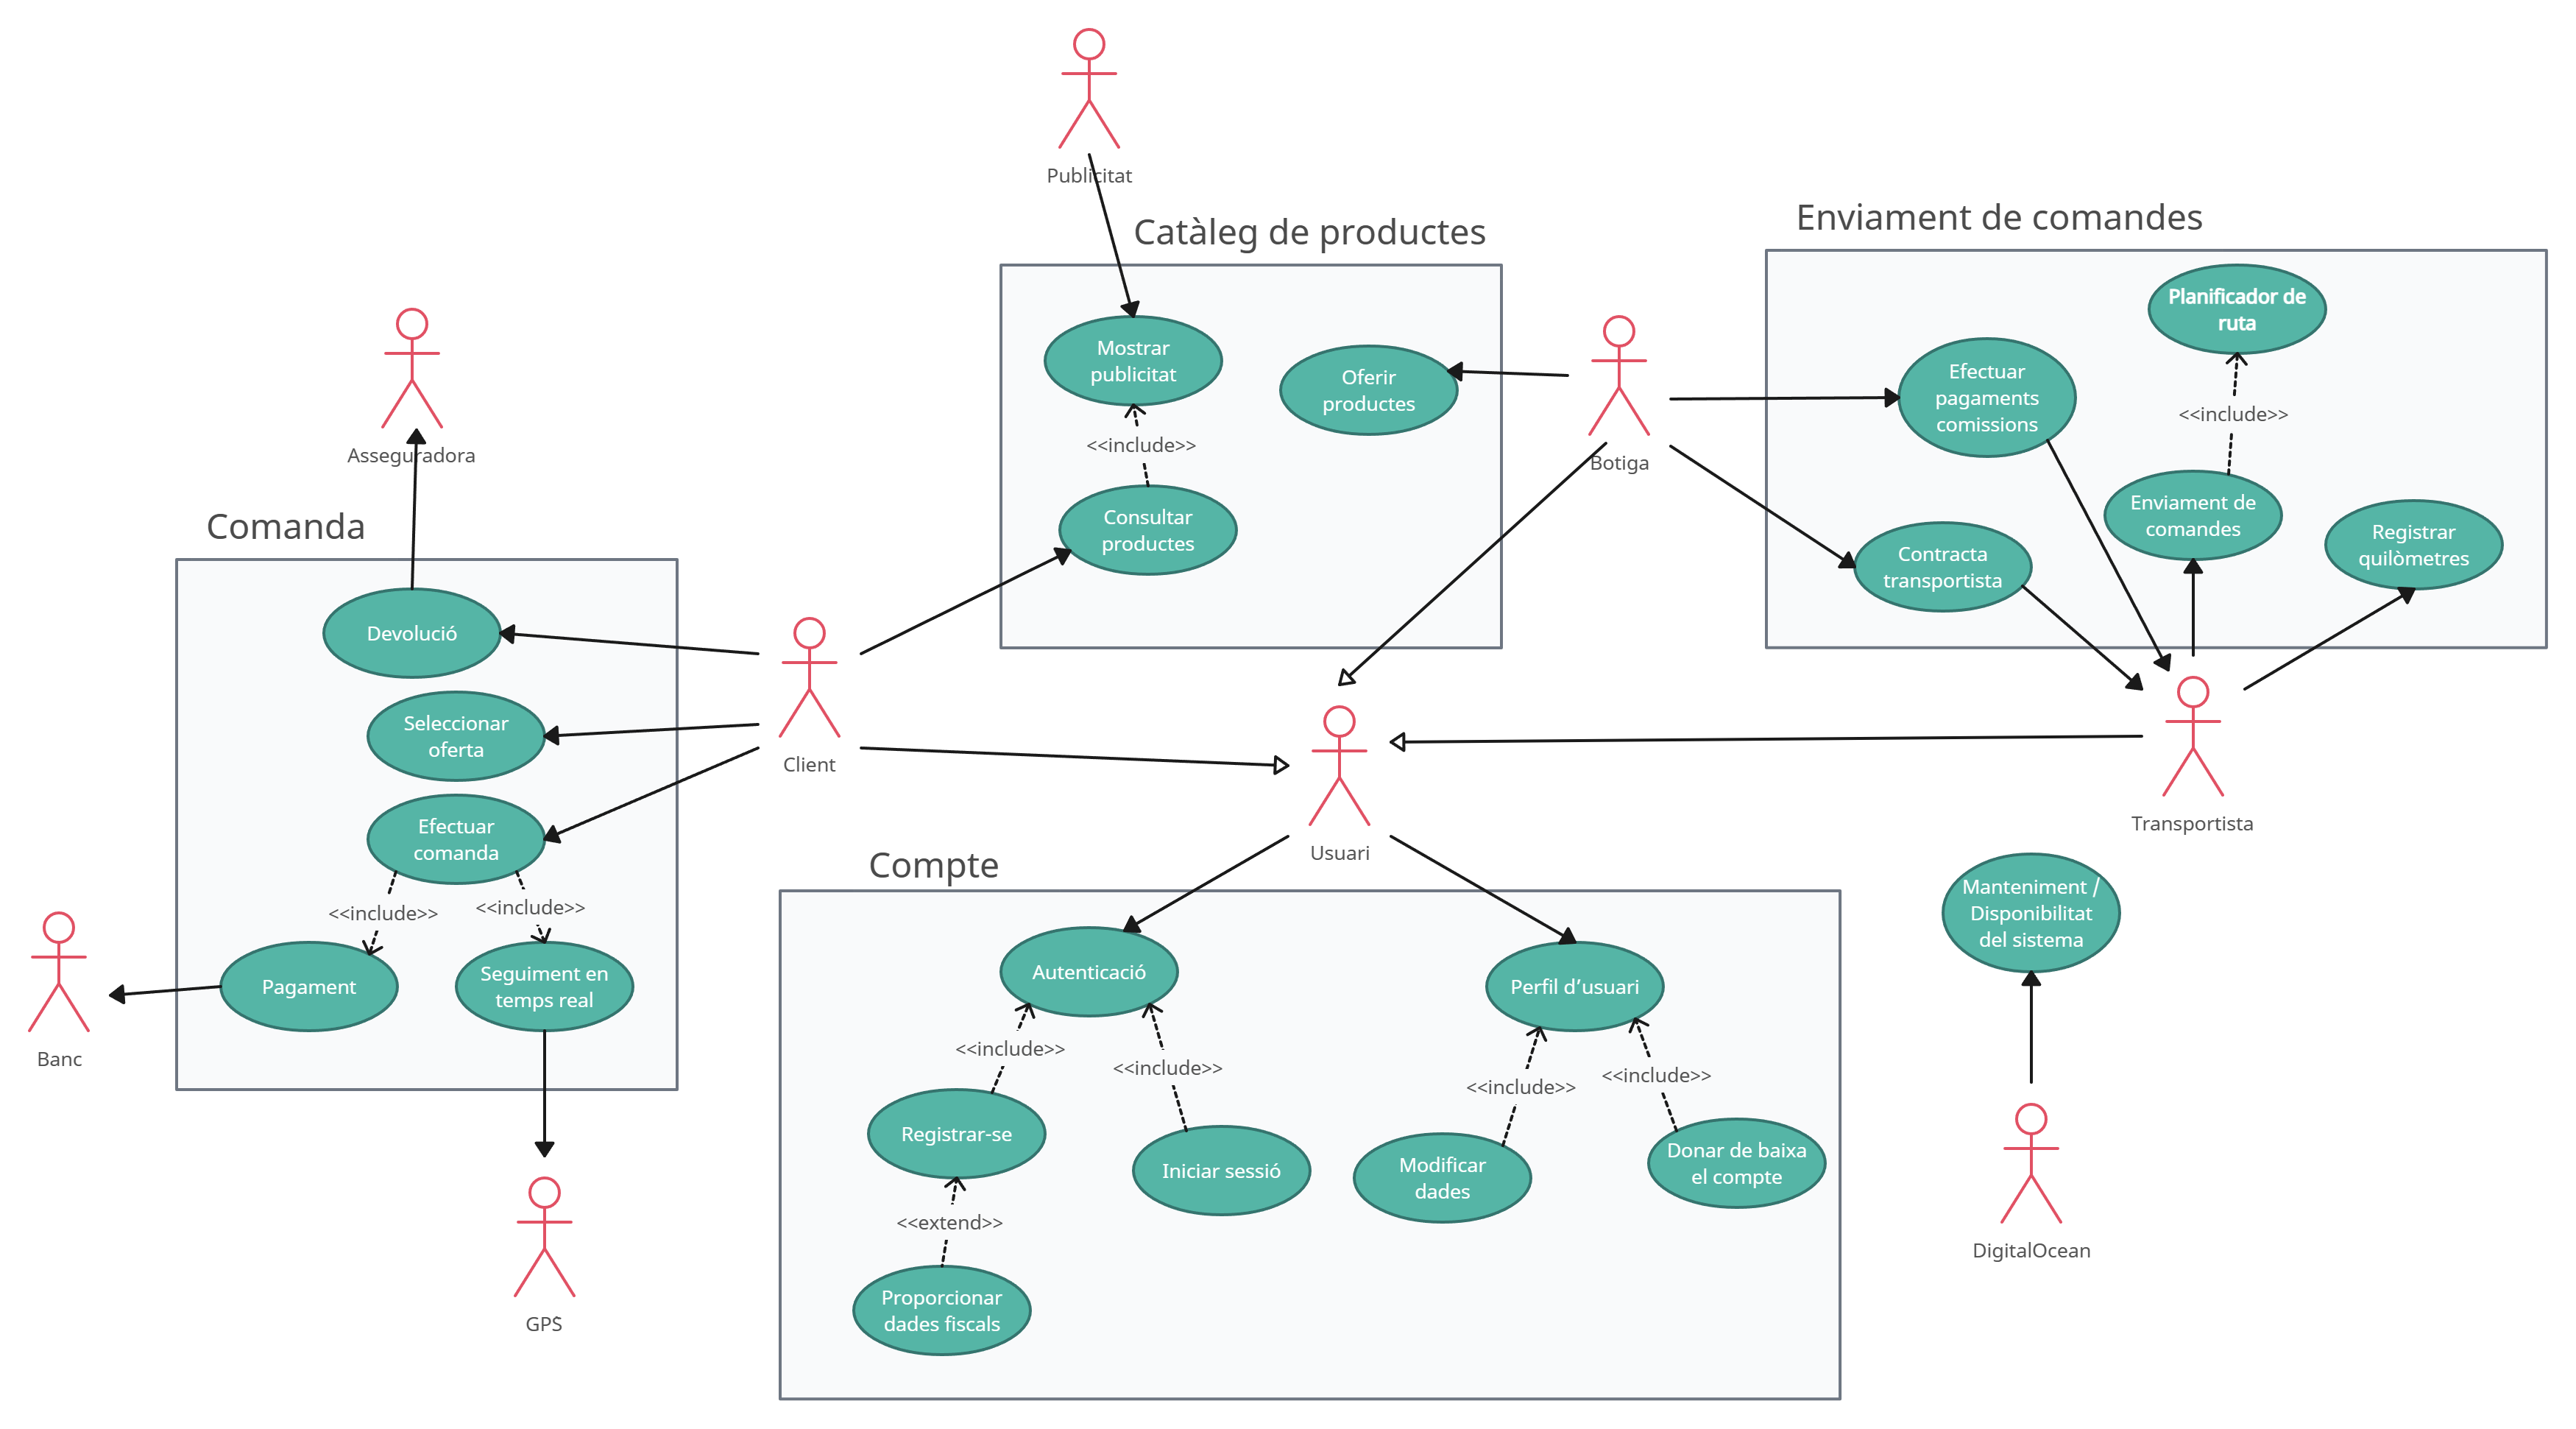 Publicitat
Catàleg de productes
Mostrar
publicitat
<<include>>
Consultar
productes
Oferir
productes
Botiga
Enviament de comandes
Planificador de
ruta
Efectuar
pagaments
comissions
<<include>>
Enviament de
comandes
Contracta
transportista
Registrar
quilòmetres
Transportista
Asseguradora
Comanda
Devolució
Seleccionar
oferta
Efectuar
comanda
<<include>>
<<include>>
Pagament
Seguiment en
temps real
Banc
GPS
Client
Usuari
Compte
Autenticació
Perfil d’usuari
<<include>>
<<include>>
<<include>>
<<include>>
Registrar-se
Iniciar sessió
Modificar
dades
Donar de baixa
el compte
<<extend>>
Proporcionar
dades fiscals
Manteniment /
Disponibilitat
del sistema
DigitalOcean